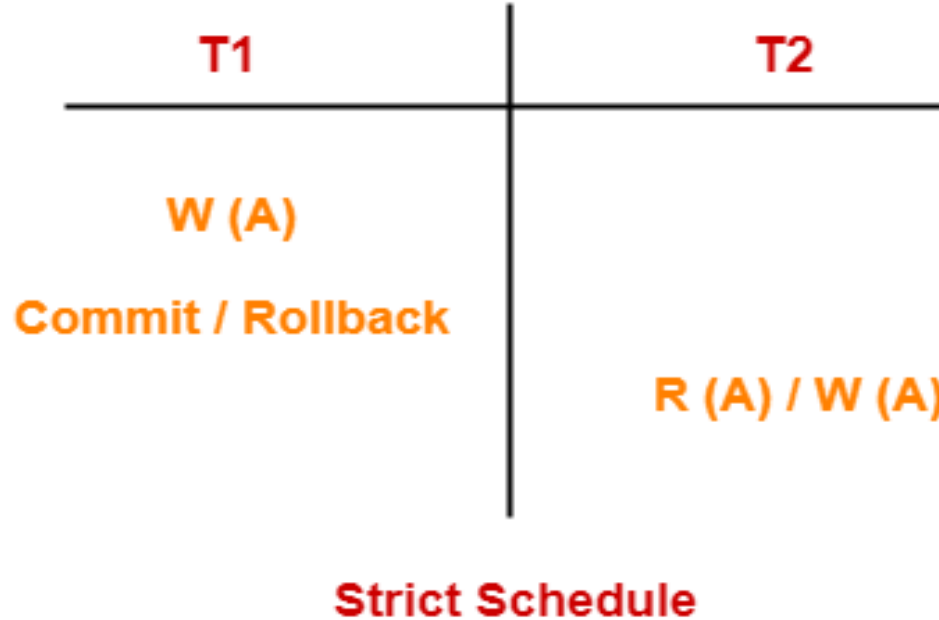 T1 T2
W (A)
Commit / Rollback
R (A) / W (A)
Strict Schedule